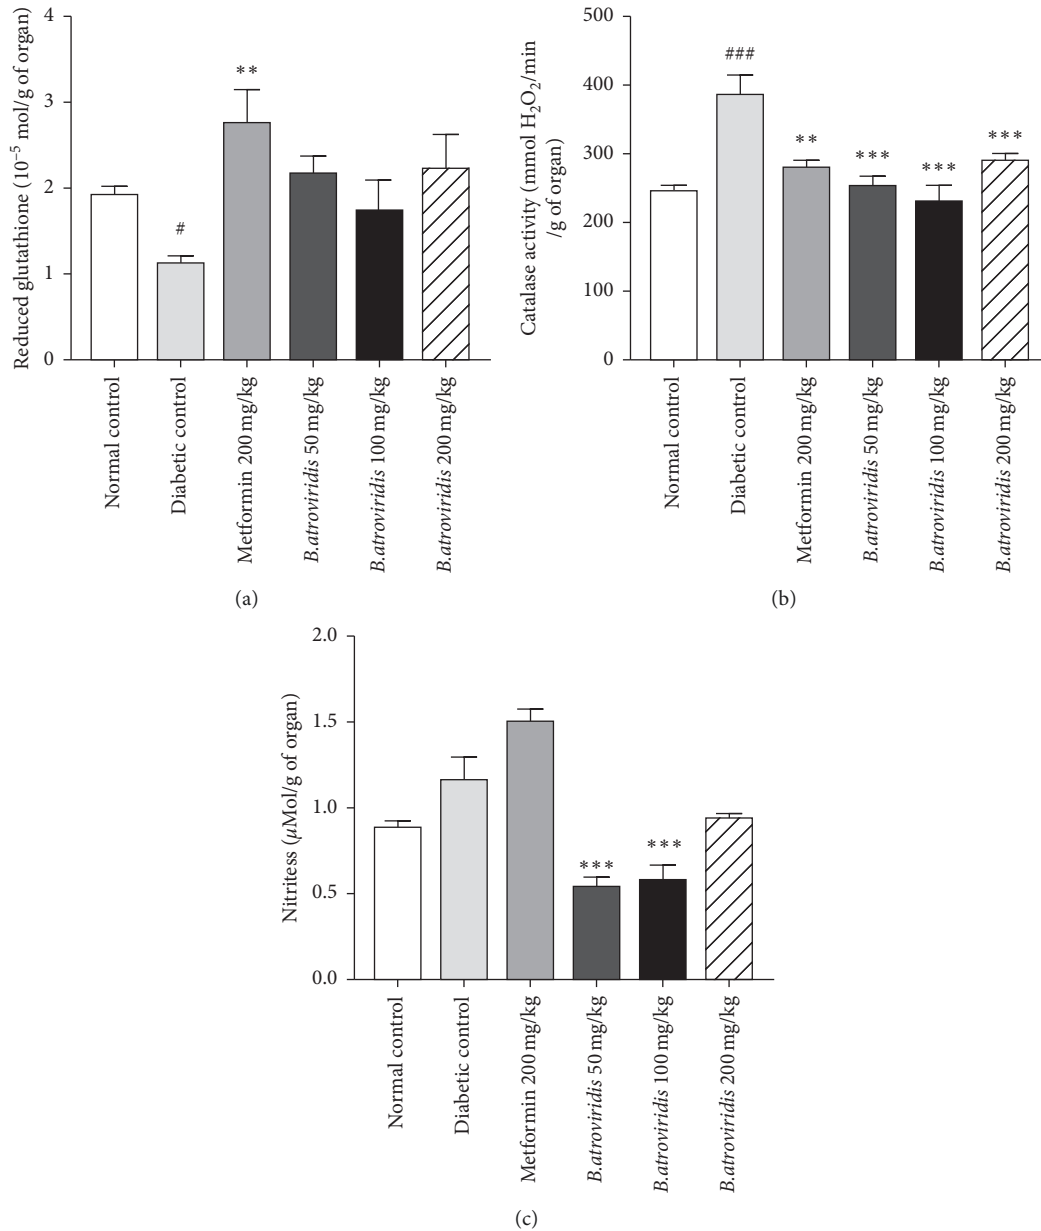 Reduced glutathione (10⁻⁵ mol/g of organ)
4
3
2
1
0
#
**
Normal control
Diabetic control
Metformin 200 mg/kg
B.atroviridis 50 mg/kg
B.atroviridis 100 mg/kg
B.atroviridis 200 mg/kg
(a)
Catalase activity (mmol H₂O₂/min
/g of organ)
500
400
300
200
100
0
###
**
***
***
***
Normal control
Diabetic control
Metformin 200 mg/kg
B.atroviridis 50 mg/kg
B.atroviridis 100 mg/kg
B.atroviridis 200 mg/kg
(b)
Nitritess (μMol/g of organ)
2.0
1.5
1.0
0.5
0.0
***
***
Normal control
Diabetic control
Metformin 200 mg/kg
B.atroviridis 50 mg/kg
B.atroviridis 100 mg/kg
B.atroviridis 200 mg/kg
(c)